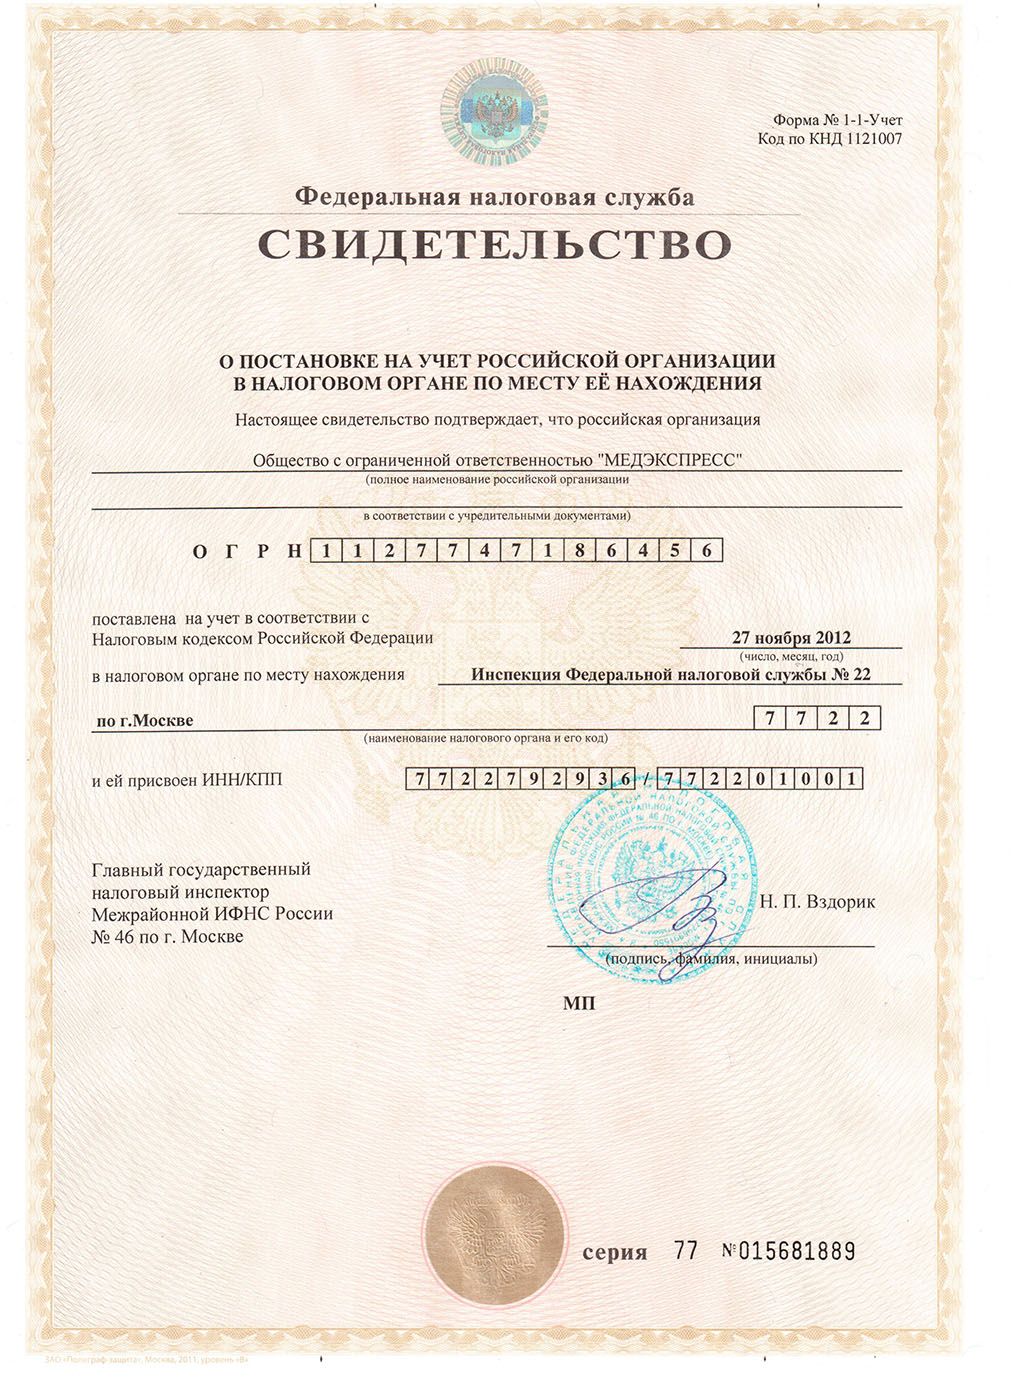 Форма № 1-1-Учет
Код по КНД 1121007
Федеральная налоговая служба
СВИДЕТЕЛЬСТВО
О ПОСТАНОВКЕ НА УЧЕТ РОССИЙСКОЙ ОРГАНИЗАЦИИ
В НАЛОГОВОМ ОРГАНЕ ПО МЕСТУ ЕЁ НАХОЖДЕНИЯ
Настоящее свидетельство подтверждает, что российская организация
Общество с ограниченной ответственностью "МЕДЭКСПРЕСС"
(полное наименование российской организации
в соответствии с учредительными документами)
О Г Р Н 1 1 2 7 7 4 7 1 8 6 4 5 6
поставлена на учет в соответствии с
Налоговым кодексом Российской Федерации
27 ноября 2012
(число, месяц, год)
в налоговом органе по месту нахождения Инспекция Федеральной налоговой службы № 22
по г.Москве 7 7 2 2
(наименование налогового органа и его код)
и ей присвоен ИНН/КПП 7 7 2 2 7 9 2 9 3 6 / 7 7 2 2 0 1 0 0 1
Главный государственный
налоговый инспектор
Межрайонной ИФНС России
№ 46 по г. Москве
Н. П. Вздорик
(подпись, фамилия, инициалы)
МП
серия 77 №015681889
ЗАО «Полиграф-защита», Москва, 2011, уровень «В»